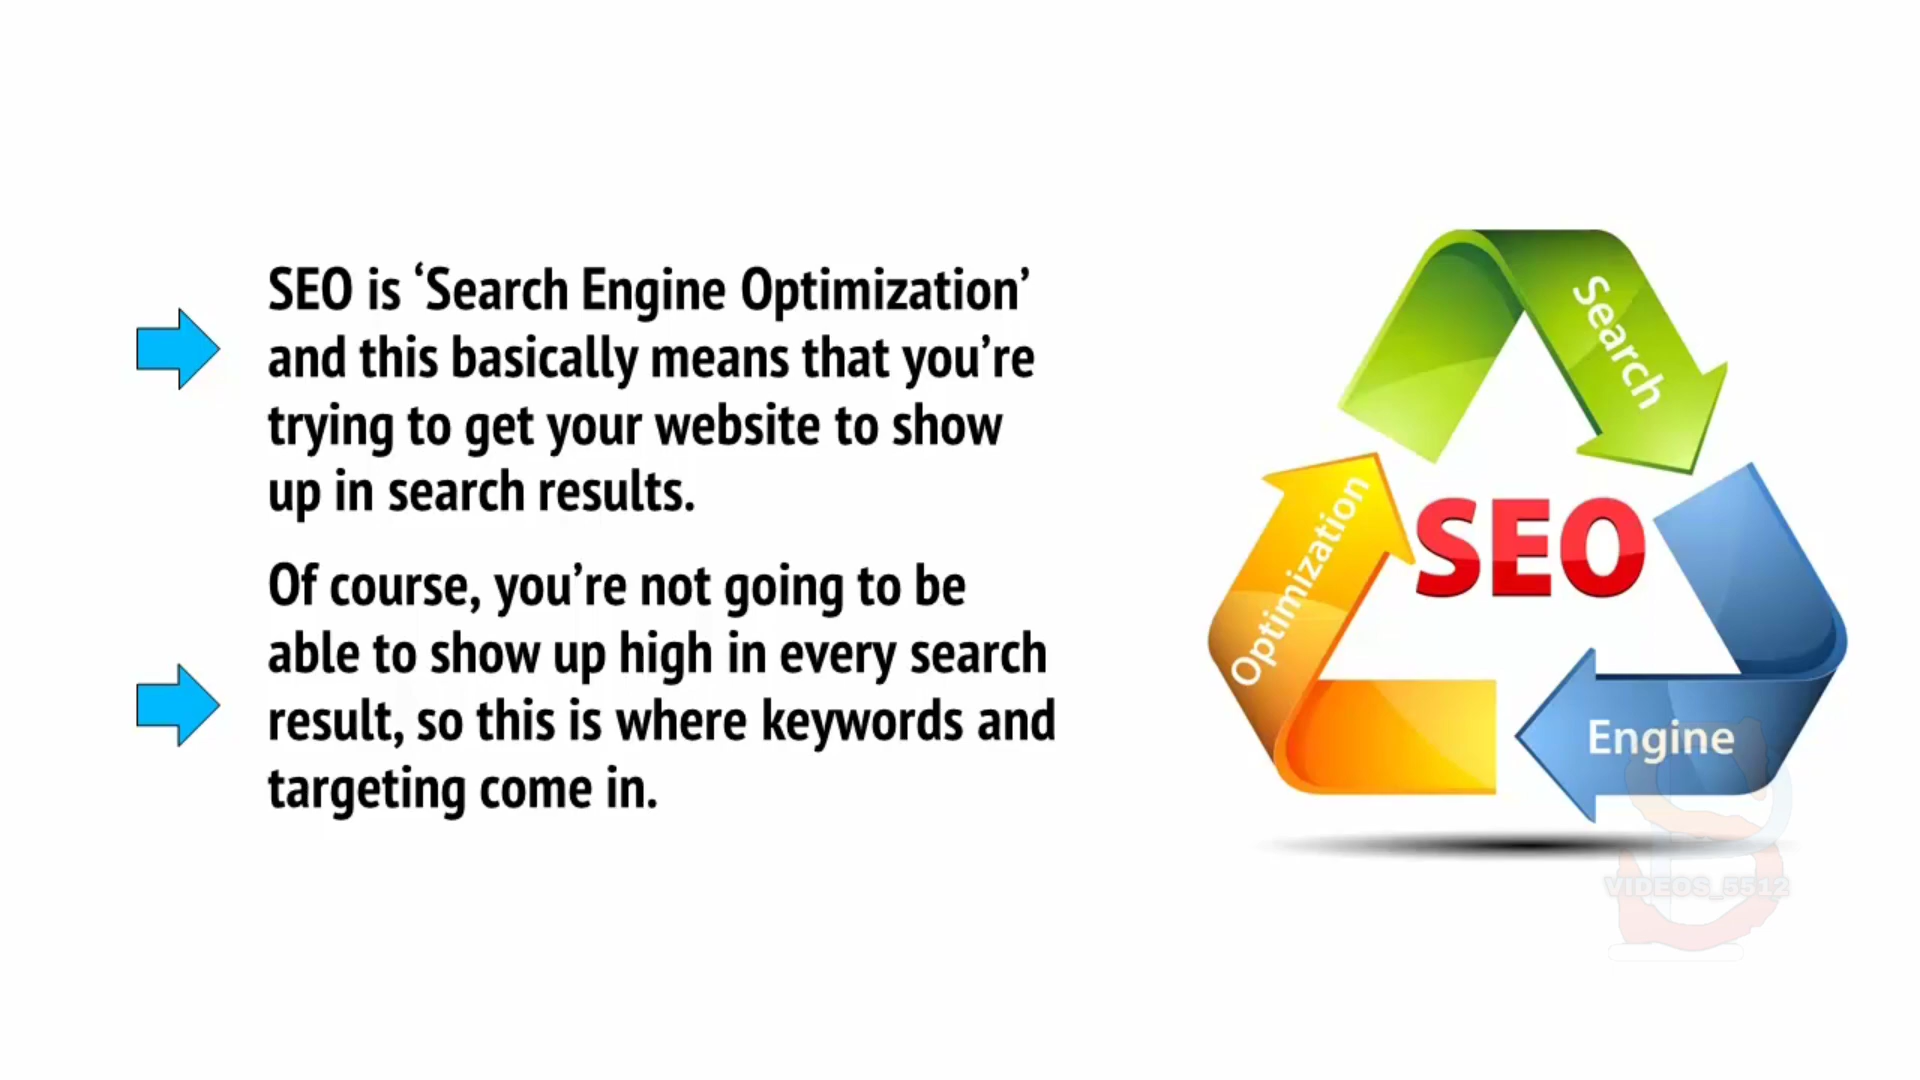 SEO is ‘Search Engine Optimization’
and this basically means that you’re
trying to get your website to show
up in search results.
Of course, you’re not going to be
able to show up high in every search
result, so this is where keywords and
targeting come in.
Search
SEO
Optimization
Engine
VIDEOS_5512